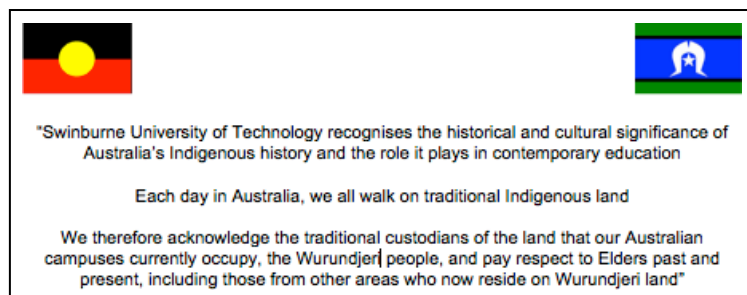 "Swinburne University of Technology recognises the historical and cultural significance of
Australia's Indigenous history and the role it plays in contemporary education
Each day in Australia, we all walk on traditional Indigenous land
We therefore acknowledge the traditional custodians of the land that our Australian
campuses currently occupy, the Wurundjeri people, and pay respect to Elders past and
present, including those from other areas who now reside on Wurundjeri land"